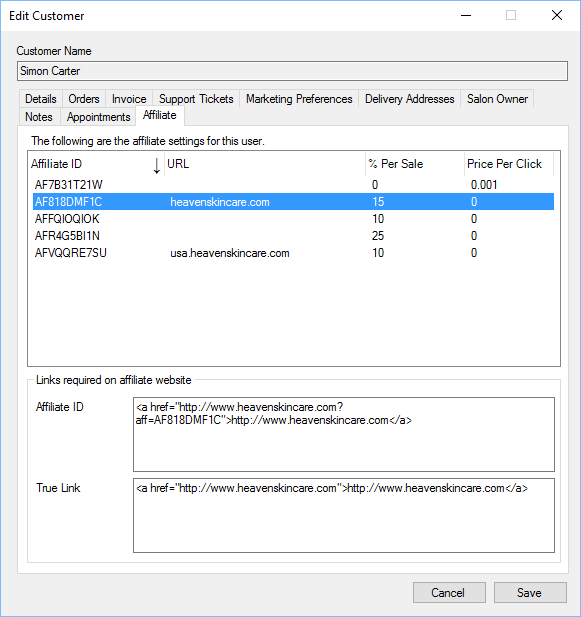 Edit Customer
Customer Name
Simon Carter
Details Orders Invoice Support Tickets Marketing Preferences Delivery Addresses Salon Owner
Notes Appointments Affiliate
The following are the affiliate settings for this user.
Affiliate ID URL % Per Sale Price Per Click
AF7B31T21W 0 0.001
AF818DMF1C heavenskincare.com 15 0
AFFQIOQIOK 10 0
AFR4G5BI1N 25 0
AFVQQRE7SU usa.heavenskincare.com 10 0
Links required on affiliate website
Affiliate ID <a href="http://www.heavenskincare.com?
aff=AF818DMF1C">http://www.heavenskincare.com</a>
True Link <a href="http://www.heavenskincare.com">http://www.heavenskincare.com</a>
Cancel Save